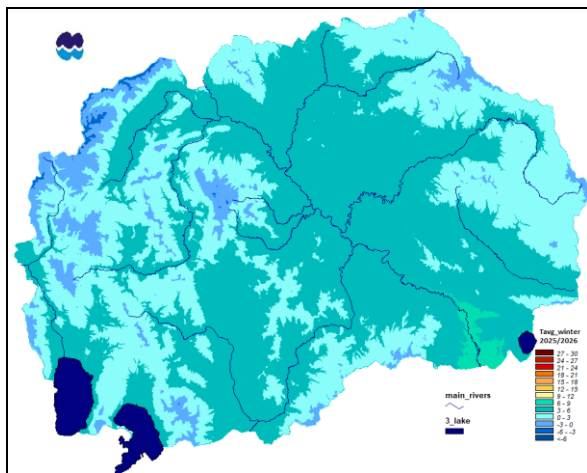 Tavg_winter
2025/2026
27 - 30
24 - 27
21 - 24
18 - 21
15 - 18
12 - 15
9 - 12
6 - 9
3 - 6
0 - 3
-3 - 0
-6 - -3
<-6
main_rivers
3_lake